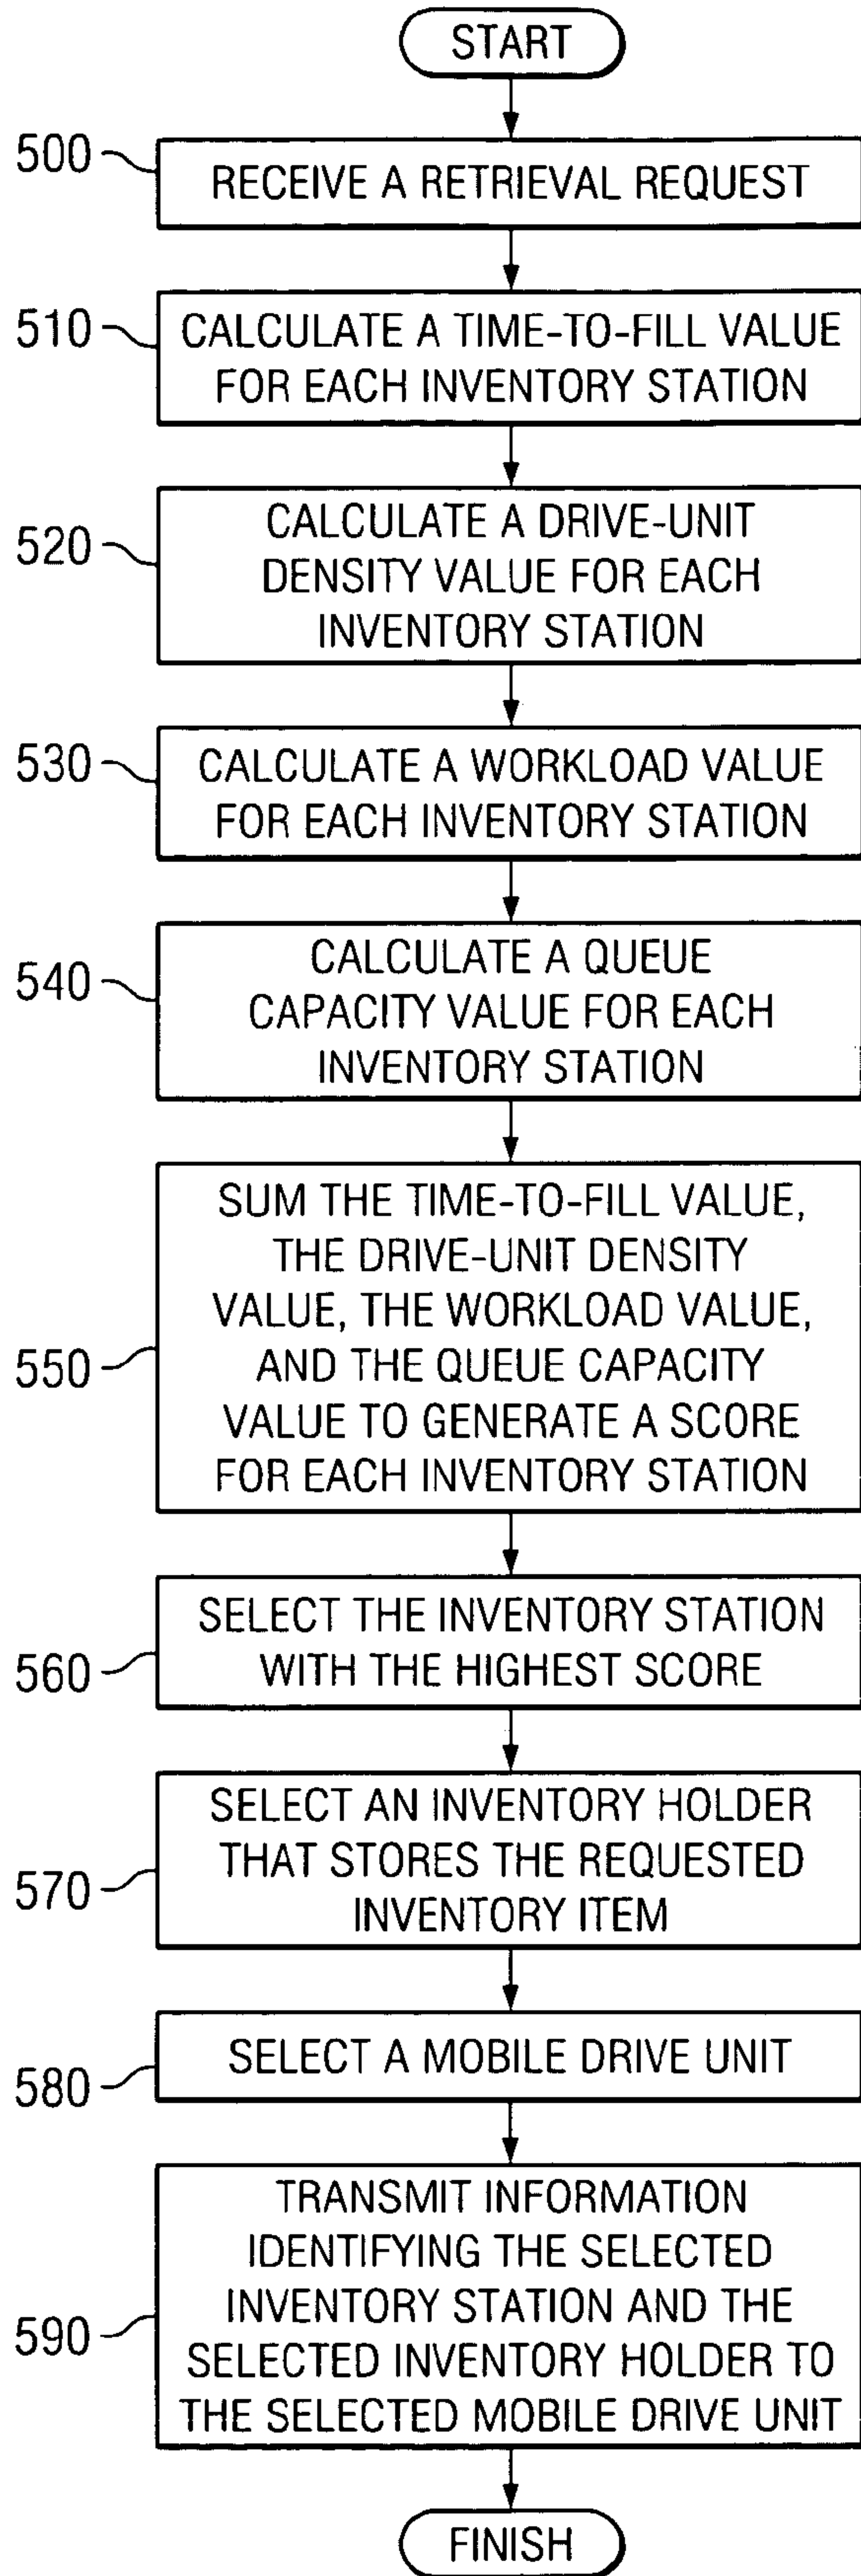 START
500
RECEIVE A RETRIEVAL REQUEST
510
CALCULATE A TIME-TO-FILL VALUE
FOR EACH INVENTORY STATION
520
CALCULATE A DRIVE-UNIT
DENSITY VALUE FOR EACH
INVENTORY STATION
530
CALCULATE A WORKLOAD VALUE
FOR EACH INVENTORY STATION
540
CALCULATE A QUEUE
CAPACITY VALUE FOR EACH
INVENTORY STATION
550
SUM THE TIME-TO-FILL VALUE,
THE DRIVE-UNIT DENSITY
VALUE, THE WORKLOAD VALUE,
AND THE QUEUE CAPACITY
VALUE TO GENERATE A SCORE
FOR EACH INVENTORY STATION
560
SELECT THE INVENTORY STATION
WITH THE HIGHEST SCORE
570
SELECT AN INVENTORY HOLDER
THAT STORES THE REQUESTED
INVENTORY ITEM
580
SELECT A MOBILE DRIVE UNIT
590
TRANSMIT INFORMATION
IDENTIFYING THE SELECTED
INVENTORY STATION AND THE
SELECTED INVENTORY HOLDER TO
THE SELECTED MOBILE DRIVE UNIT
FINISH